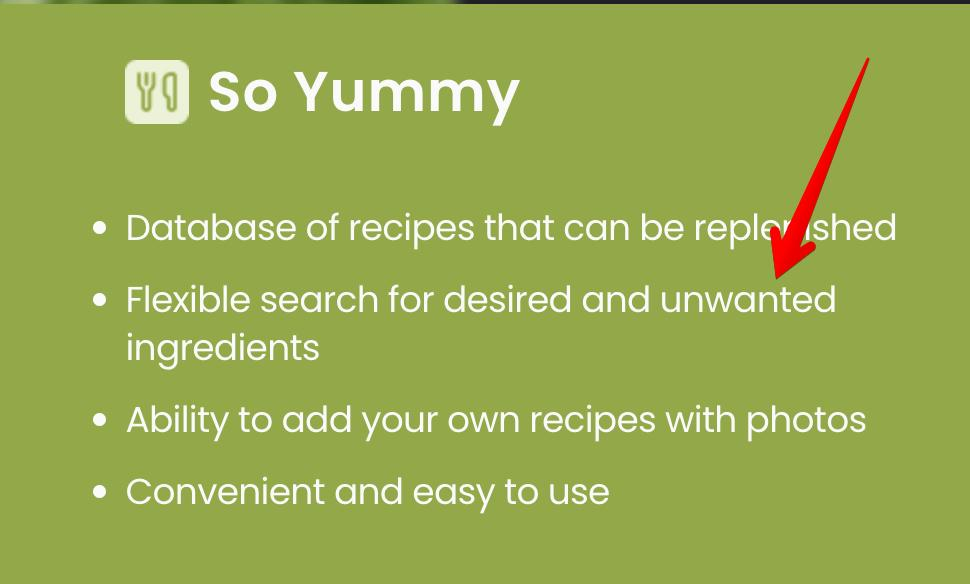 So Yummy
Database of recipes that can be replenished
Flexible search for desired and unwanted
ingredients
Ability to add your own recipes with photos
Convenient and easy to use